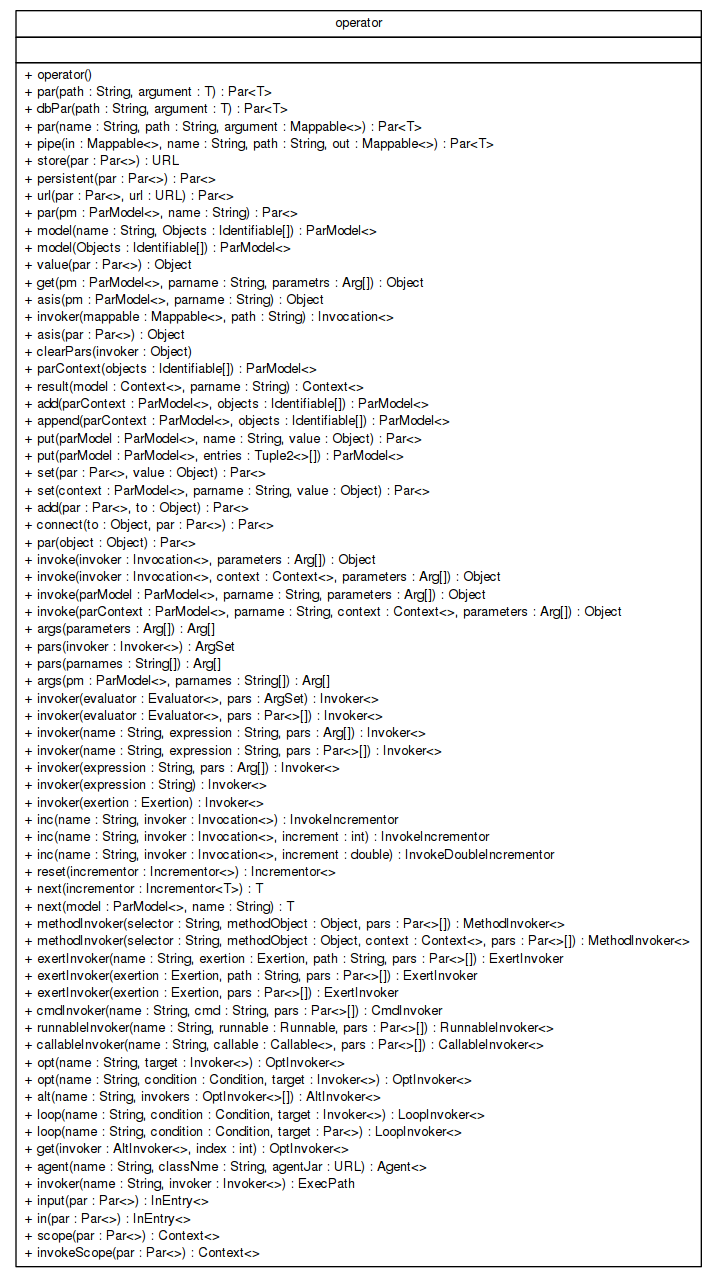 operator
+ operator()
+ par(path : String, argument : T) : Par<T>
+ dbPar(path : String, argument : T) : Par<T>
+ par(name : String, path : String, argument : Mappable<>) : Par<T>
+ pipe(in : Mappable<>, name : String, path : String, out : Mappable<>) : Par<T>
+ store(par : Par<>) : URL
+ persistent(par : Par<>) : Par<>
+ url(par : Par<>, url : URL) : Par<>
+ par(pm : ParModel<>, name : String) : Par<>
+ model(name : String, Objects : Identifiable[]) : ParModel<>
+ model(Objects : Identifiable[]) : ParModel<>
+ value(par : Par<>) : Object
+ get(pm : ParModel<>, parname : String, parametrs : Arg[]) : Object
+ asis(pm : ParModel<>, parname : String) : Object
+ invoker(mappable : Mappable<>, path : String) : Invocation<>
+ asis(par : Par<>) : Object
+ clearPars(invoker : Object)
+ parContext(objects : Identifiable[]) : ParModel<>
+ result(model : Context<>, parname : String) : Context<>
+ add(parContext : ParModel<>, objects : Identifiable[]) : ParModel<>
+ append(parContext : ParModel<>, objects : Identifiable[]) : ParModel<>
+ put(parModel : ParModel<>, name : String, value : Object) : Par<>
+ put(parModel : ParModel<>, entries : Tuple2<>[]) : ParModel<>
+ set(par : Par<>, value : Object) : Par<>
+ set(context : ParModel<>, parname : String, value : Object) : Par<>
+ add(par : Par<>, to : Object) : Par<>
+ connect(to : Object, par : Par<>) : Par<>
+ par(object : Object) : Par<>
+ invoke(invoker : Invocation<>, parameters : Arg[]) : Object
+ invoke(invoker : Invocation<>, context : Context<>, parameters : Arg[]) : Object
+ invoke(parModel : ParModel<>, parname : String, parameters : Arg[]) : Object
+ invoke(parContext : ParModel<>, parname : String, context : Context<>, parameters : Arg[]) : Object
+ args(parameters : Arg[]) : Arg[]
+ pars(invoker : Invoker<>) : ArgSet
+ pars(parnames : String[]) : Arg[]
+ args(pm : ParModel<>, parnames : String[]) : Arg[]
+ invoker(evaluator : Evaluator<>, pars : ArgSet) : Invoker<>
+ invoker(evaluator : Evaluator<>, pars : Par<>[]) : Invoker<>
+ invoker(name : String, expression : String, pars : Arg[]) : Invoker<>
+ invoker(name : String, expression : String, pars : Par<>[]) : Invoker<>
+ invoker(expression : String, pars : Arg[]) : Invoker<>
+ invoker(expression : String) : Invoker<>
+ invoker(exertion : Exertion) : Invoker<>
+ inc(name : String, invoker : Invocation<>) : InvokeIncrementor
+ inc(name : String, invoker : Invocation<>, increment : int) : InvokeIncrementor
+ inc(name : String, invoker : Invocation<>, increment : double) : InvokeDoubleIncrementor
+ reset(incrementor : Incrementor<>) : Incrementor<>
+ next(incrementor : Incrementor<T>) : T
+ next(model : ParModel<>, name : String) : T
+ methodInvoker(selector : String, methodObject : Object, pars : Par<>[]) : MethodInvoker<>
+ methodInvoker(selector : String, methodObject : Object, context : Context<>, pars : Par<>[]) : MethodInvoker<>
+ exertInvoker(name : String, exertion : Exertion, path : String, pars : Par<>[]) : ExertInvoker
+ exertInvoker(exertion : Exertion, path : String, pars : Par<>[]) : ExertInvoker
+ exertInvoker(exertion : Exertion, pars : Par<>[]) : ExertInvoker
+ cmdInvoker(name : String, cmd : String, pars : Par<>[]) : CmdInvoker
+ runnableInvoker(name : String, runnable : Runnable, pars : Par<>[]) : RunnableInvoker<>
+ callableInvoker(name : String, callable : Callable<>, pars : Par<>[]) : CallableInvoker<>
+ opt(name : String, target : Invoker<>) : OptInvoker<>
+ opt(name : String, condition : Condition, target : Invoker<>) : OptInvoker<>
+ alt(name : String, invokers : OptInvoker<>[]) : AltInvoker<>
+ loop(name : String, condition : Condition, target : Invoker<>) : LoopInvoker<>
+ loop(name : String, condition : Condition, target : Par<>) : LoopInvoker<>
+ get(invoker : AltInvoker<>, index : int) : OptInvoker<>
+ agent(name : String, classNme : String, agentJar : URL) : Agent<>
+ invoker(name : String, invoker : Invoker<>) : ExecPath
+ input(par : Par<>) : InEntry<>
+ in(par : Par<>) : InEntry<>
+ scope(par : Par<>) : Context<>
+ invokeScope(par : Par<>) : Context<>